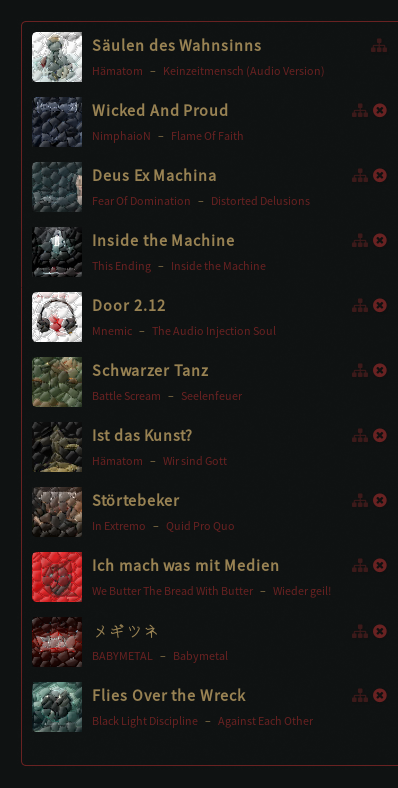 Säulen des Wahnsinns
Hämatom – Keinzeitmensch (Audio Version)
Wicked And Proud
NimphaioN – Flame Of Faith
Deus Ex Machina
Fear Of Domination – Distorted Delusions
Inside the Machine
This Ending – Inside the Machine
Door 2.12
Mnemic – The Audio Injection Soul
Schwarzer Tanz
Battle Scream – Seelenfeuer
Ist das Kunst?
Hämatom – Wir sind Gott
Störtebeker
In Extremo – Quid Pro Quo
Ich mach was mit Medien
We Butter The Bread With Butter – Wieder geil!
メギツネ
BABYMETAL – Babymetal
Flies Over the Wreck
Black Light Discipline – Against Each Other